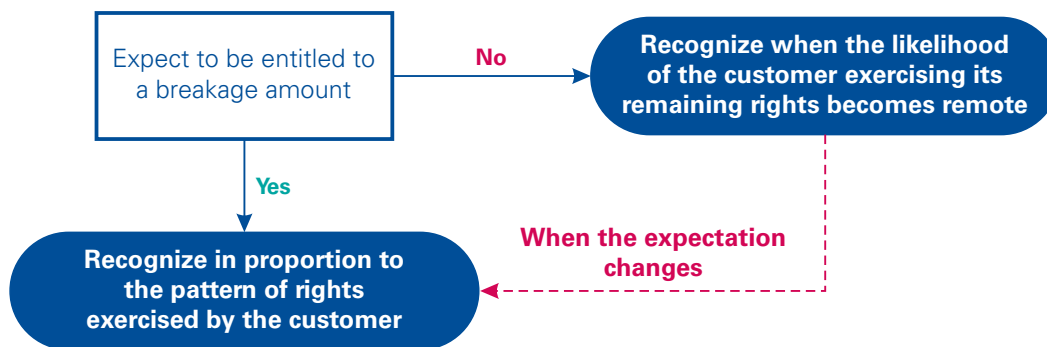 Expect to be entitled to
a breakage amount
No
Recognize when the likelihood
of the customer exercising its
remaining rights becomes remote
Yes
When the expectation
changes
Recognize in proportion to
the pattern of rights
exercised by the customer